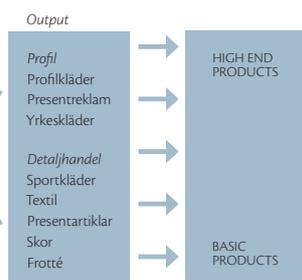 Output
Profil
Profilkläder
Presentreklam
Yrkeskläder
Detaljhandel
Sportkläder
Textil
Presentartiklar
Skor
Frotté
HIGH END
PRODUCTS
BASIC
PRODUCTS